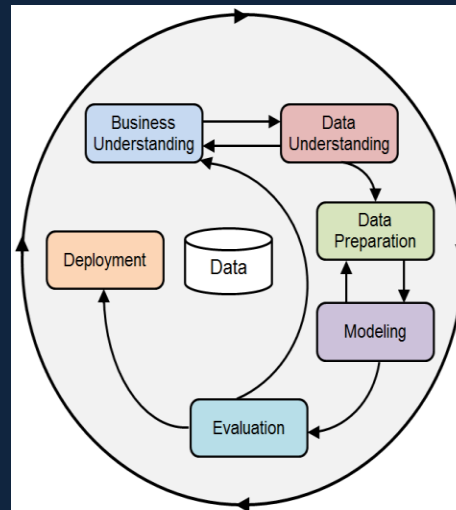 Business
Understanding
Data
Understanding
Data
Preparation
Deployment
Data
Modeling
Evaluation